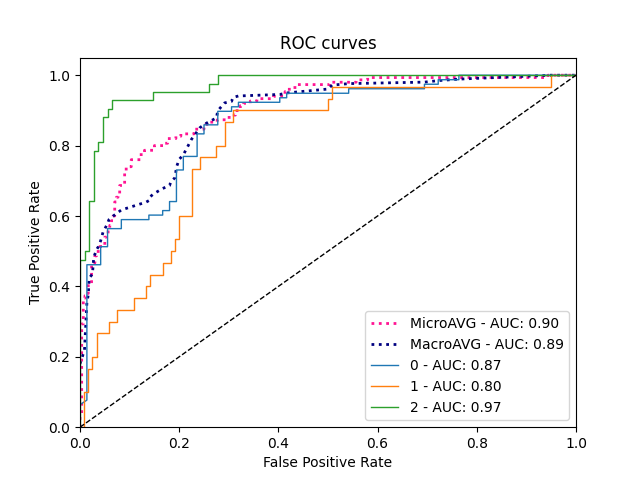 ROC curves
True Positive Rate
1.0
0.8
0.6
0.4
0.2
0.0
MicroAVG - AUC: 0.90
MacroAVG - AUC: 0.89
0 - AUC: 0.87
1 - AUC: 0.80
2 - AUC: 0.97
0.0 0.2 0.4 0.6 0.8 1.0
False Positive Rate